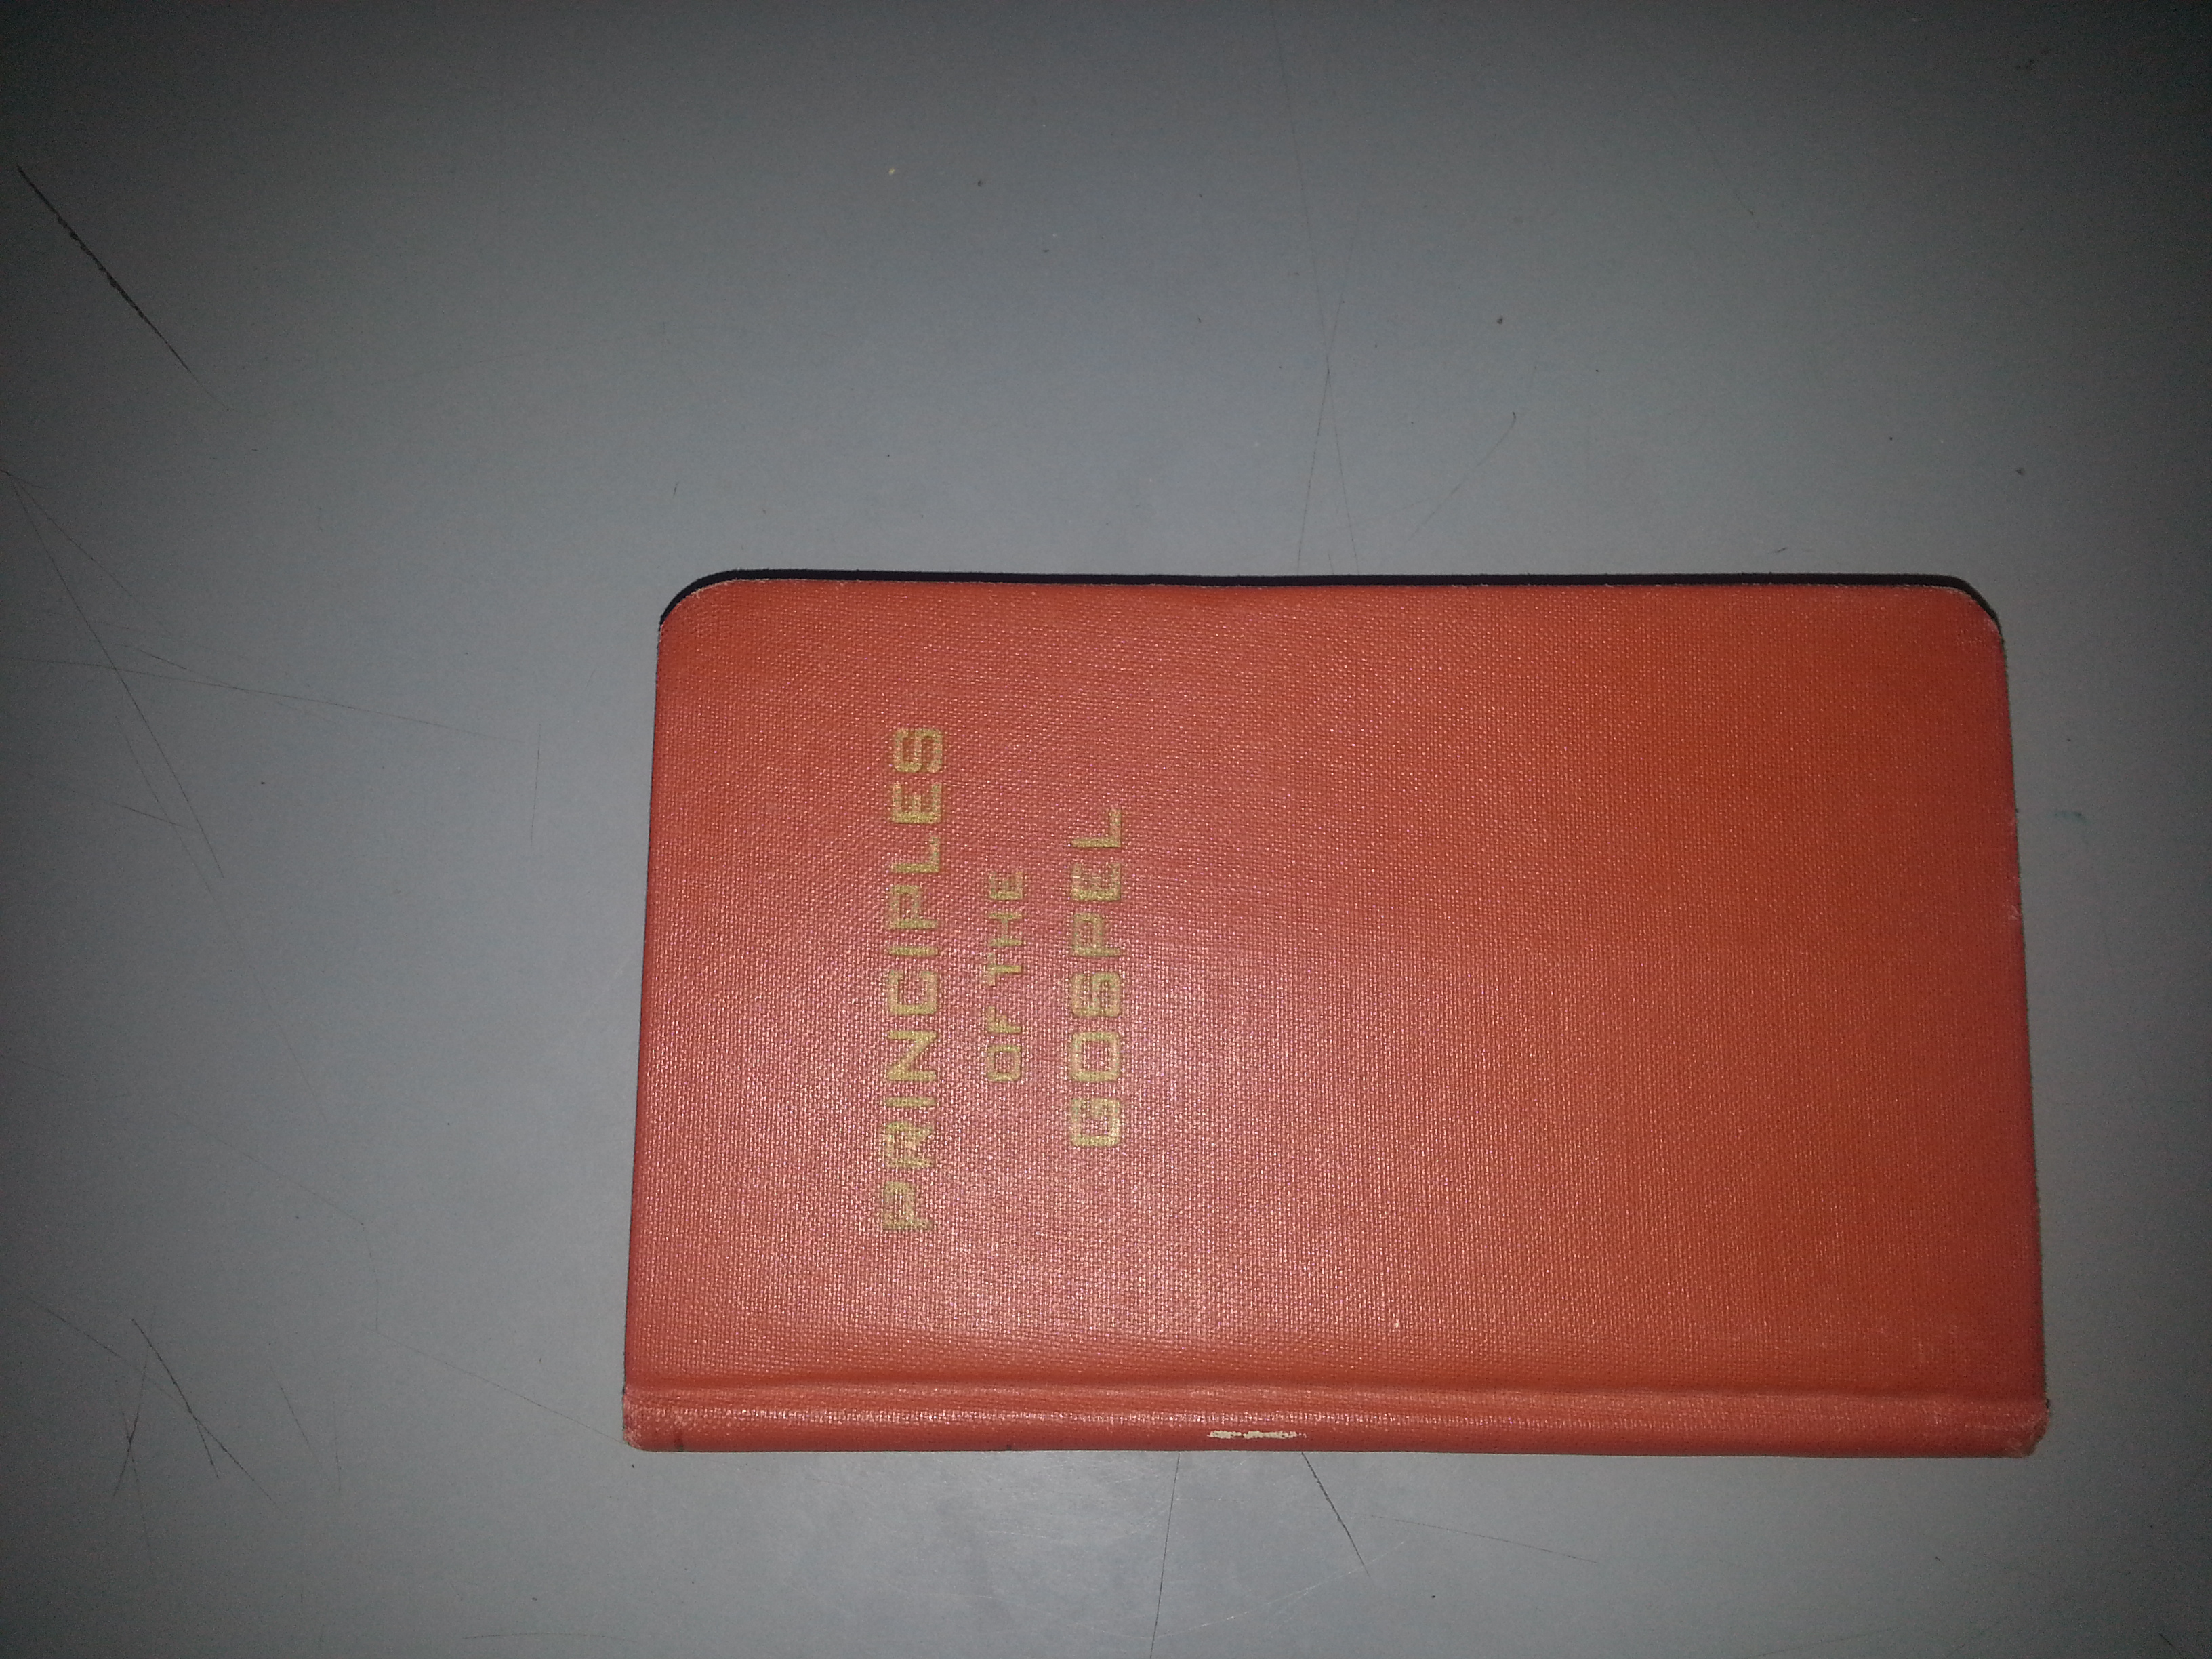 PRINCIPLES
OF THE
GOSPEL